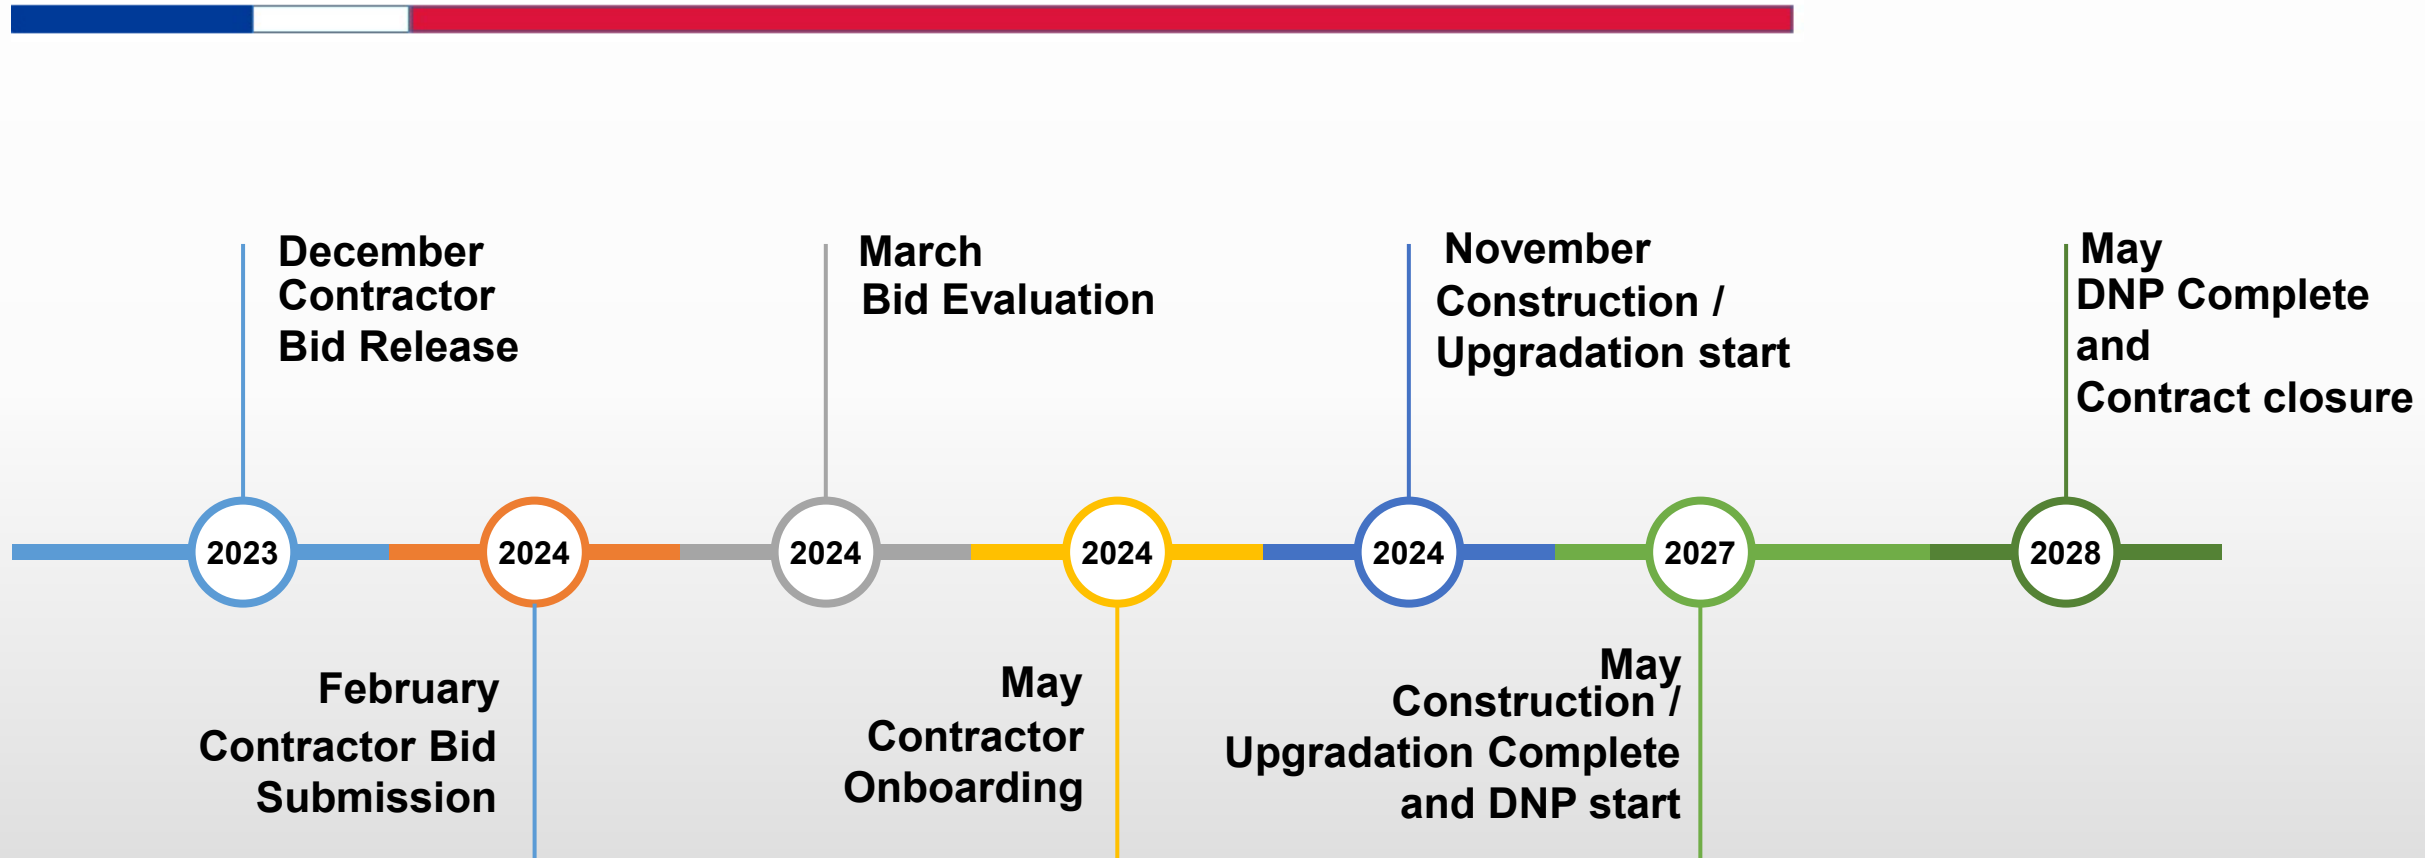 December
Contractor
Bid Release
March
Bid Evaluation
November
Construction /
Upgradation start
May
DNP Complete
and
Contract closure
2023
2024
2024
2024
2024
2027
2028
February
Contractor Bid
Submission
May
Contractor
Onboarding
May
Construction /
Upgradation Complete
and DNP start